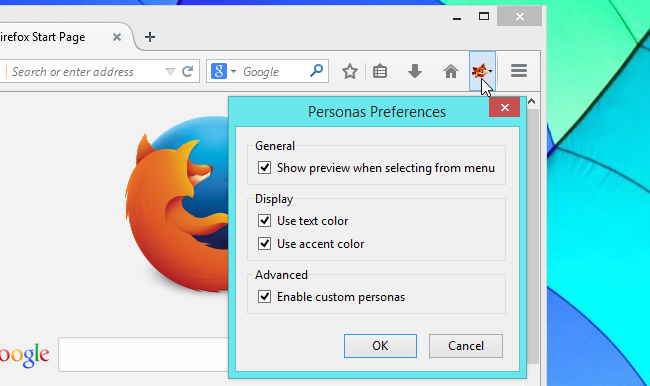 irefox Start Page
Search or enter address
Google
Personas Preferences
General
Show preview when selecting from menu
Display
Use text color
Use accent color
Advanced
Enable custom personas
oogle
OK
Cancel